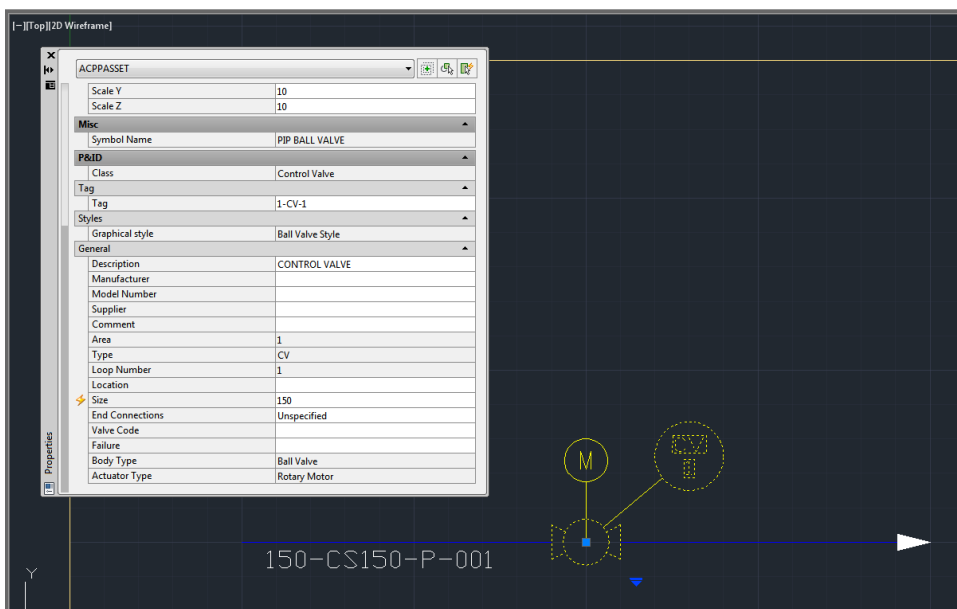 [−][Top][2D Wireframe]
ACPPASSET
Scale Y 10
Scale Z 10
Misc
Symbol Name PIP BALL VALVE
P&ID
Class Control Valve
Tag
Tag 1-CV-1
Styles
Graphical style Ball Valve Style
General
Description CONTROL VALVE
Manufacturer
Model Number
Supplier
Comment
Area 1
Type CV
Loop Number 1
Location
Size 150
End Connections Unspecified
Valve Code
Failure
Body Type Ball Valve
Actuator Type Rotary Motor
Properties
CV
1
M
150-CS150-P-001
Y